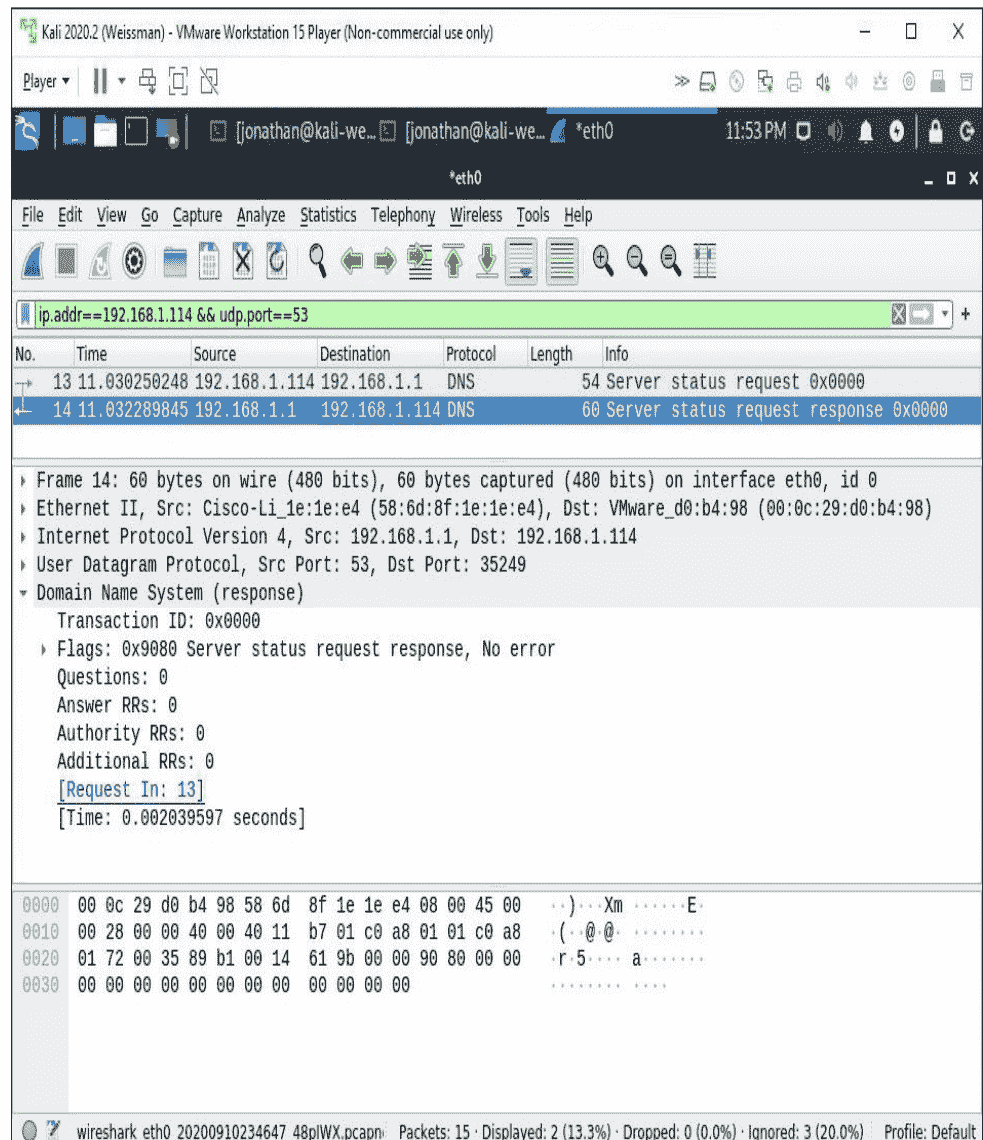 Kali 2020.2 (Weissman) - VMware Workstation 15 Player (Non-commercial use only)
Player
[jonathan@kali-we... [jonathan@kali-we... *eth0 11:53 PM
*eth0
File Edit View Go Capture Analyze Statistics Telephony Wireless Tools Help
ip.addr==192.168.1.114 && udp.port==53
No. Time Source Destination Protocol Length Info
13 11.030250248 192.168.1.114 192.168.1.1 DNS 54 Server status request 0x0000
14 11.032289845 192.168.1.1 192.168.1.114 DNS 60 Server status request response 0x0000
Frame 14: 60 bytes on wire (480 bits), 60 bytes captured (480 bits) on interface eth0, id 0
Ethernet II, Src: Cisco-Li_1e:1e:e4 (58:6d:8f:1e:1e:e4), Dst: VMware_d0:b4:98 (00:0c:29:d0:b4:98)
Internet Protocol Version 4, Src: 192.168.1.1, Dst: 192.168.1.114
User Datagram Protocol, Src Port: 53, Dst Port: 35249
Domain Name System (response)
Transaction ID: 0x0000
Flags: 0x9080 Server status request response, No error
Questions: 0
Answer RRs: 0
Authority RRs: 0
Additional RRs: 0
[Request In: 13]
[Time: 0.002039597 seconds]
0000 00 0c 29 d0 b4 98 58 6d 8f 1e 1e e4 08 00 45 00 ··)···Xm ······E·
0010 00 28 00 00 40 00 40 11 b7 01 c0 a8 01 01 c0 a8 ·(··@·@· ········
0020 01 72 00 35 89 b1 00 14 61 9b 00 00 90 80 00 00 ·r·5···· a·······
0030 00 00 00 00 00 00 00 00 00 00 00 00 ········ ····
wireshark_eth0_20200910234647_48pIWX.pcapn Packets: 15 · Displayed: 2 (13.3%) · Dropped: 0 (0.0%) · Ignored: 3 (20.0%) Profile: Default